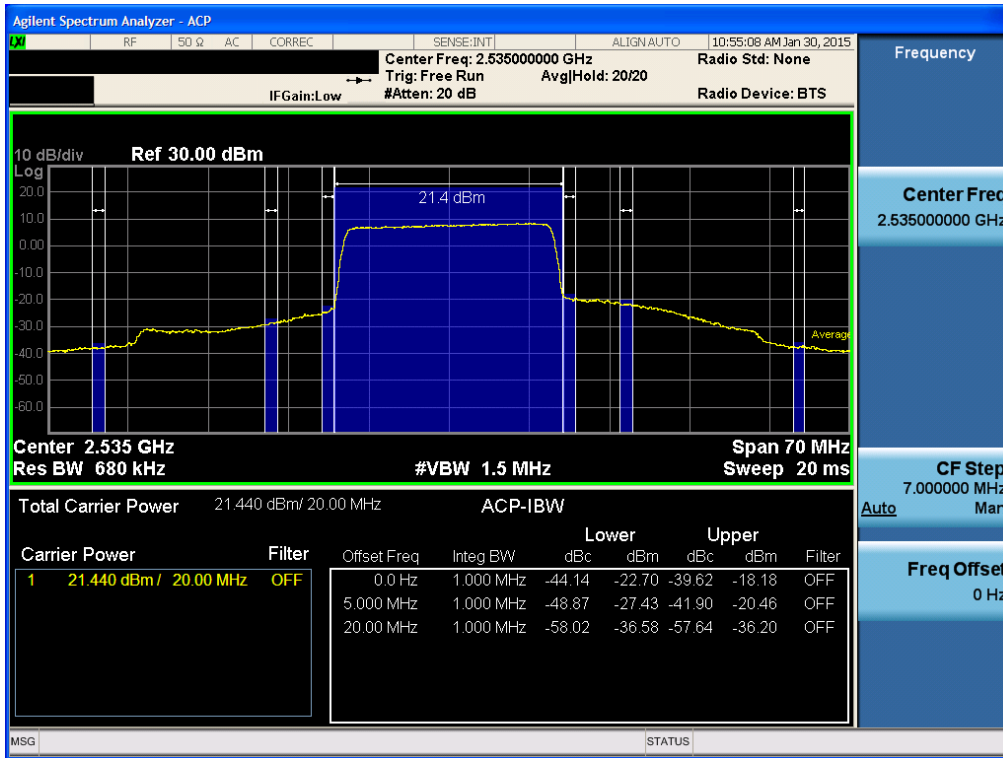 Agilent Spectrum Analyzer - ACP
LXI RF 50 Ω AC CORREC SENSE:INT ALIGN AUTO 10:55:08 AM Jan 30, 2015
Center Freq: 2.535000000 GHz Radio Std: None
Trig: Free Run Avg|Hold: 20/20
IFGain:Low #Atten: 20 dB Radio Device: BTS
10 dB/div Ref 30.00 dBm
Log
20.0
10.0
0.00
-10.0
-20.0
-30.0
-40.0
-50.0
-60.0
21.4 dBm
Average
Center 2.535 GHz Span 70 MHz
Res BW 680 kHz #VBW 1.5 MHz Sweep 20 ms
Total Carrier Power 21.440 dBm/ 20.00 MHz ACP-IBW
Lower Upper
Carrier Power Filter Offset Freq Integ BW dBc dBm dBc dBm Filter
1 21.440 dBm / 20.00 MHz OFF 0.0 Hz 1.000 MHz -44.14 -22.70 -39.62 -18.18 OFF
5.000 MHz 1.000 MHz -48.87 -27.43 -41.90 -20.46 OFF
20.00 MHz 1.000 MHz -58.02 -36.58 -57.64 -36.20 OFF
MSG STATUS
Frequency
Center Freq
2.535000000 GHz
CF Step
7.000000 MHz
Auto Man
Freq Offset
0 Hz